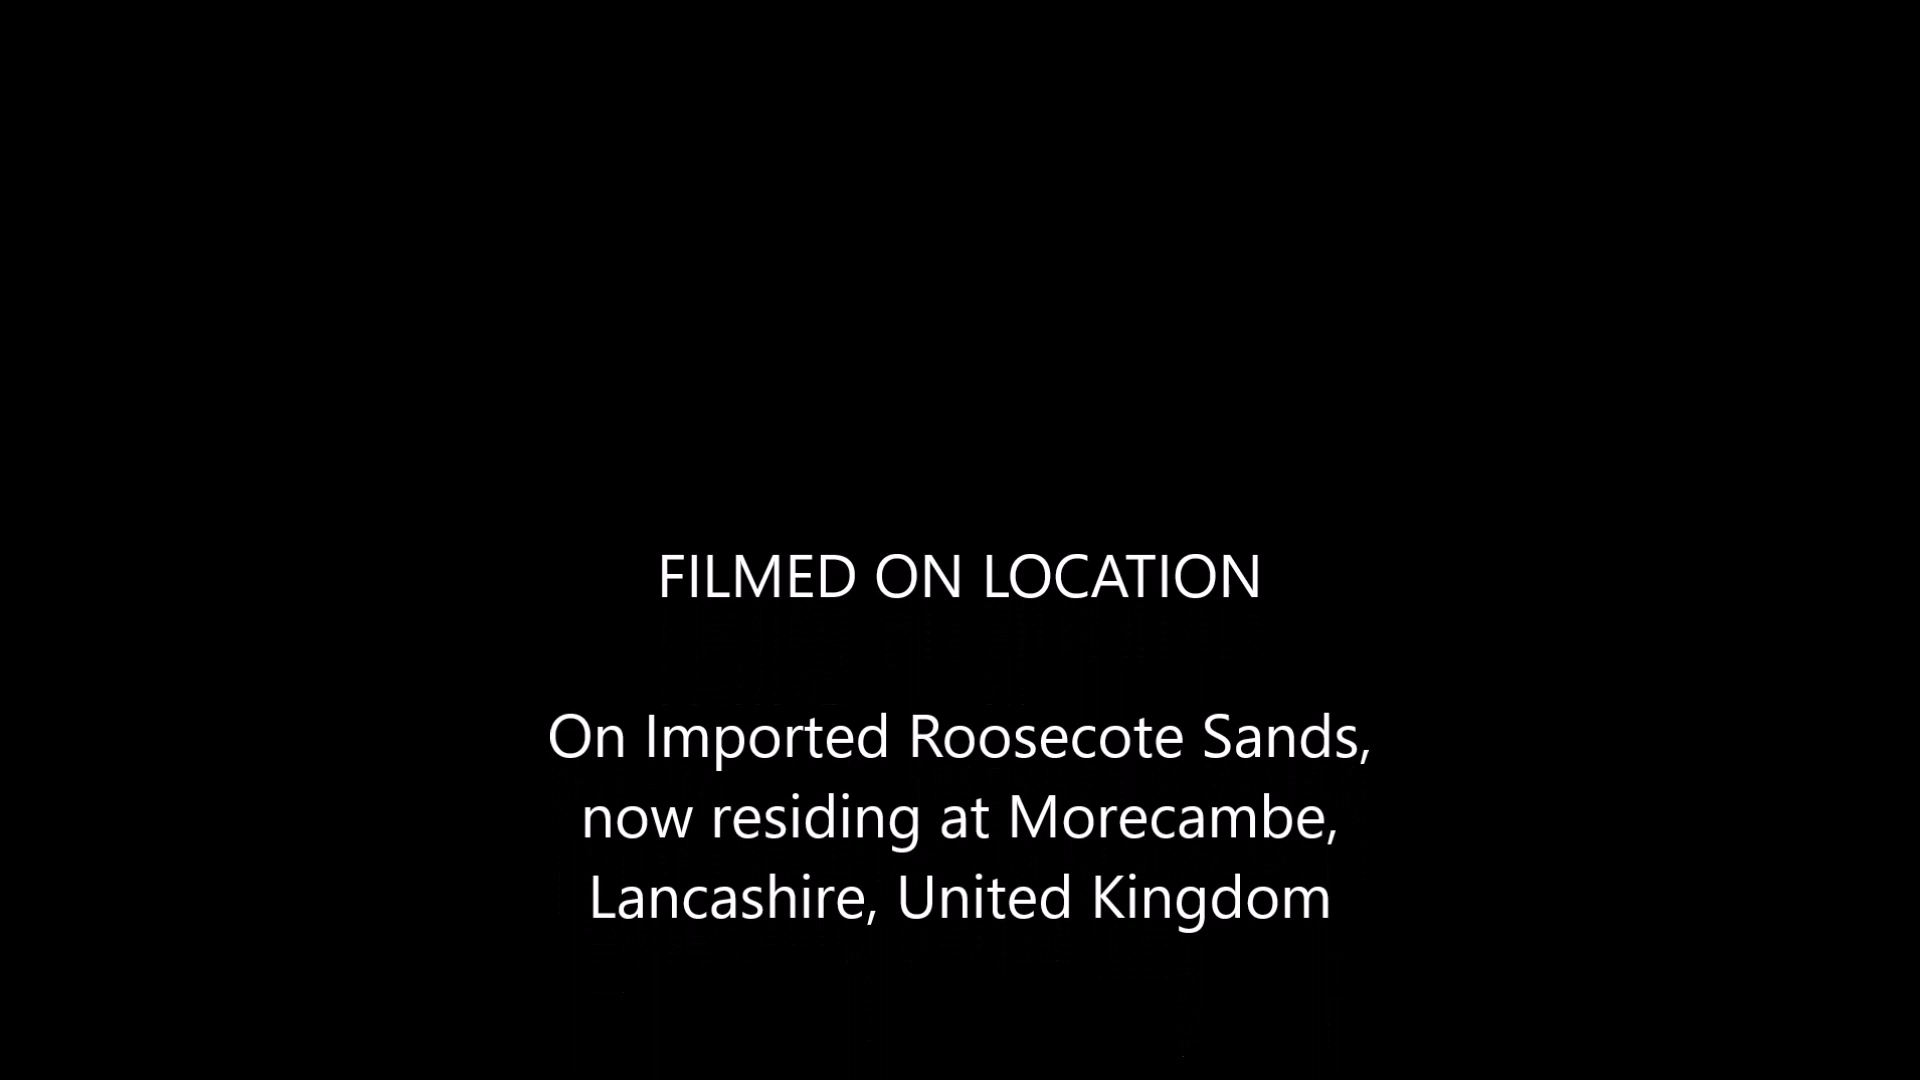 FILMED ON LOCATION
On Imported Roosecote Sands,
now residing at Morecambe,
Lancashire, United Kingdom